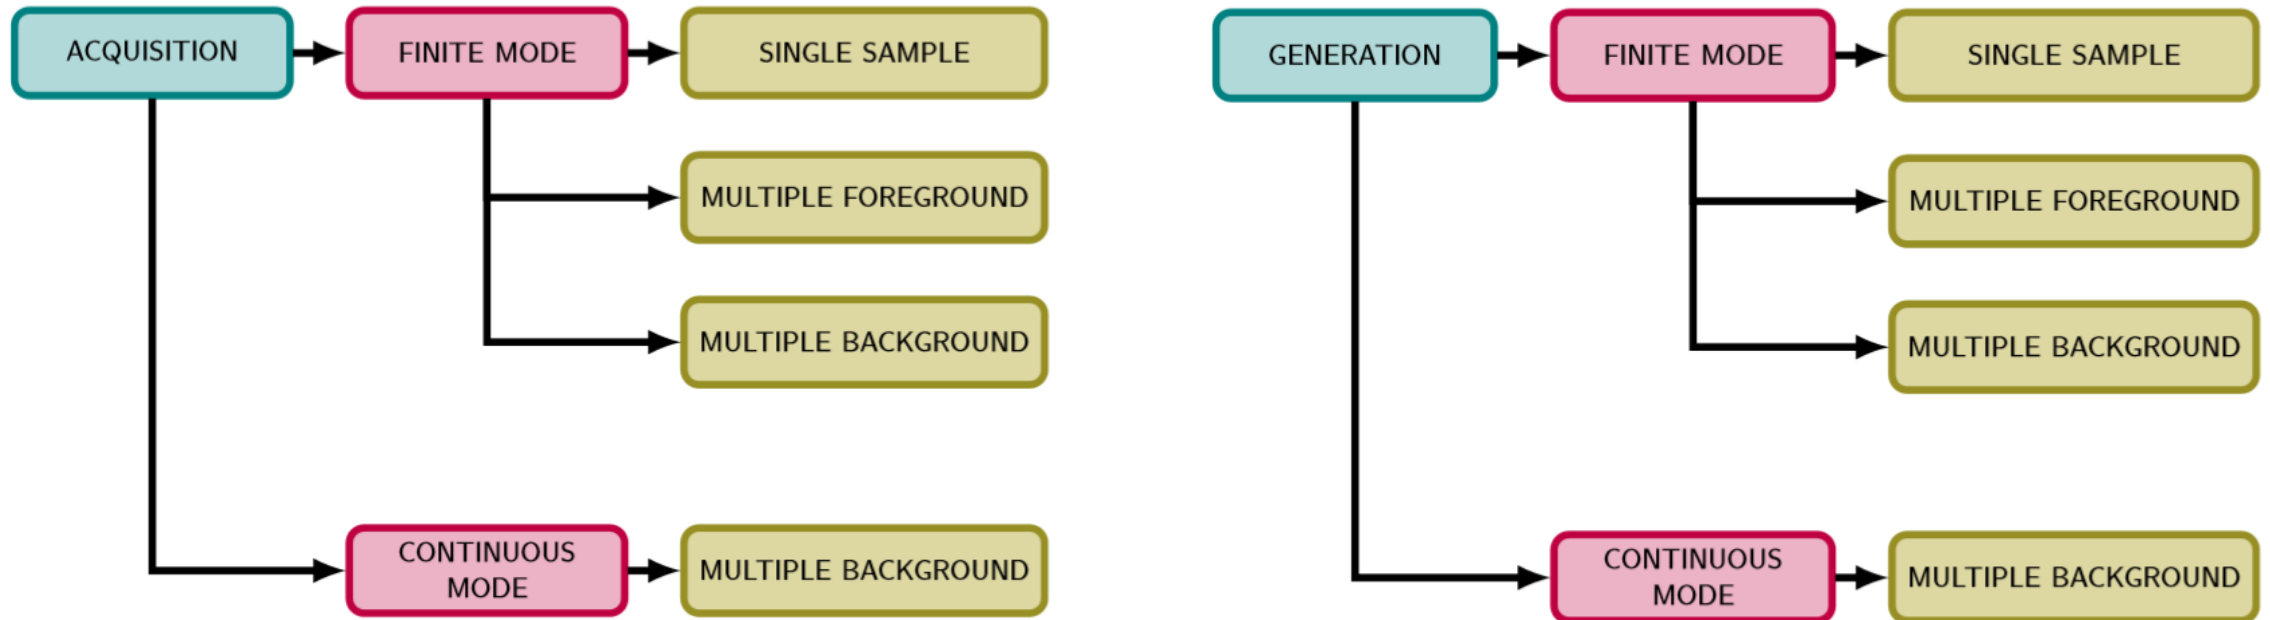 ACQUISITION
FINITE MODE
SINGLE SAMPLE
MULTIPLE FOREGROUND
MULTIPLE BACKGROUND
CONTINUOUS
MODE
MULTIPLE BACKGROUND
GENERATION
FINITE MODE
SINGLE SAMPLE
MULTIPLE FOREGROUND
MULTIPLE BACKGROUND
CONTINUOUS
MODE
MULTIPLE BACKGROUND